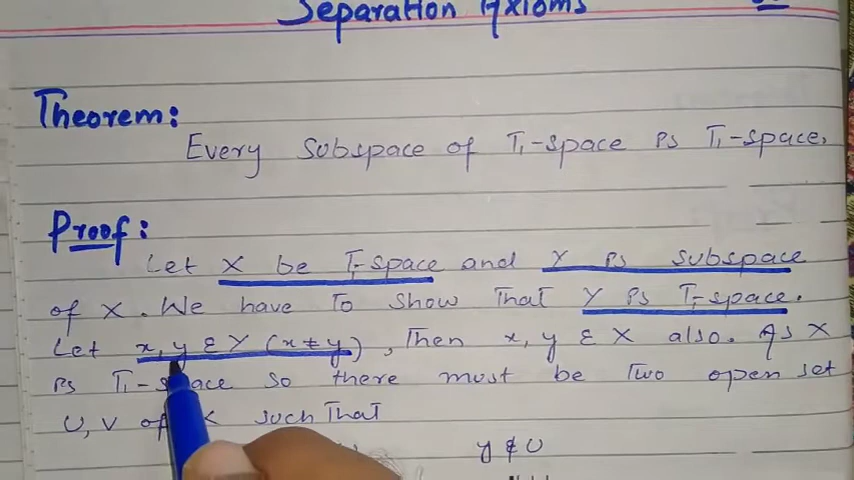 Separation Axioms
Theorem:
Every subspace of T₁-space is T₁-space.
Proof:
Let X be T₁-space and Y is subspace
of X. We have To show That Y is T₁-space.
Let x, y ∈ Y (x ≠ y), Then x, y ∈ X also. As X
is T₁-space so there must be Two open set
U, V of X such That
y ∉ U